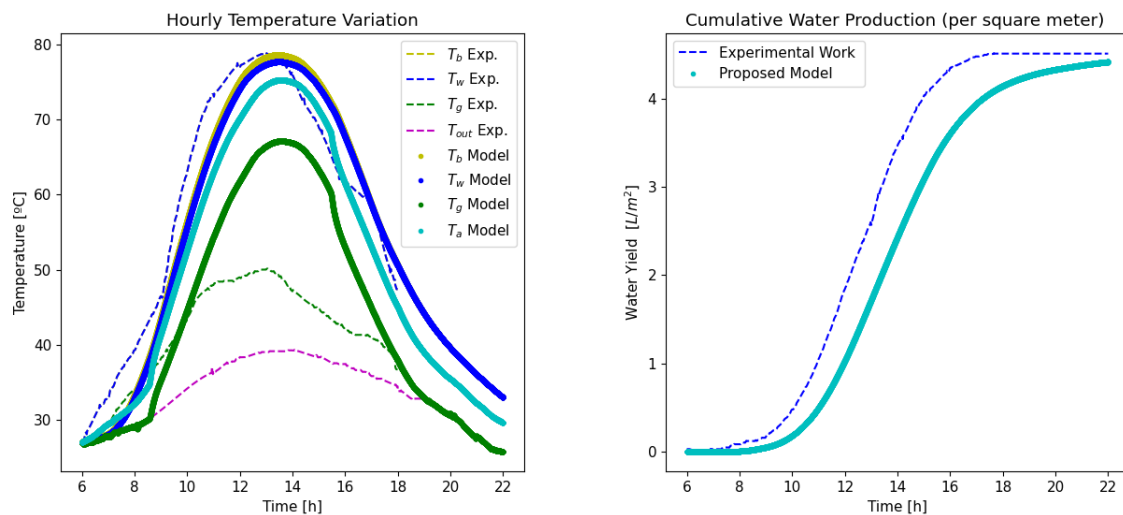 Hourly Temperature Variation
80
70
60
50
40
30
Temperature [ºC]
6 8 10 12 14 16 18 20 22
Time [h]
T_b Exp.
T_w Exp.
T_g Exp.
T_out Exp.
T_b Model
T_w Model
T_g Model
T_a Model
Cumulative Water Production (per square meter)
4
3
2
1
0
Water Yield [L/m²]
6 8 10 12 14 16 18 20 22
Time [h]
Experimental Work
Proposed Model